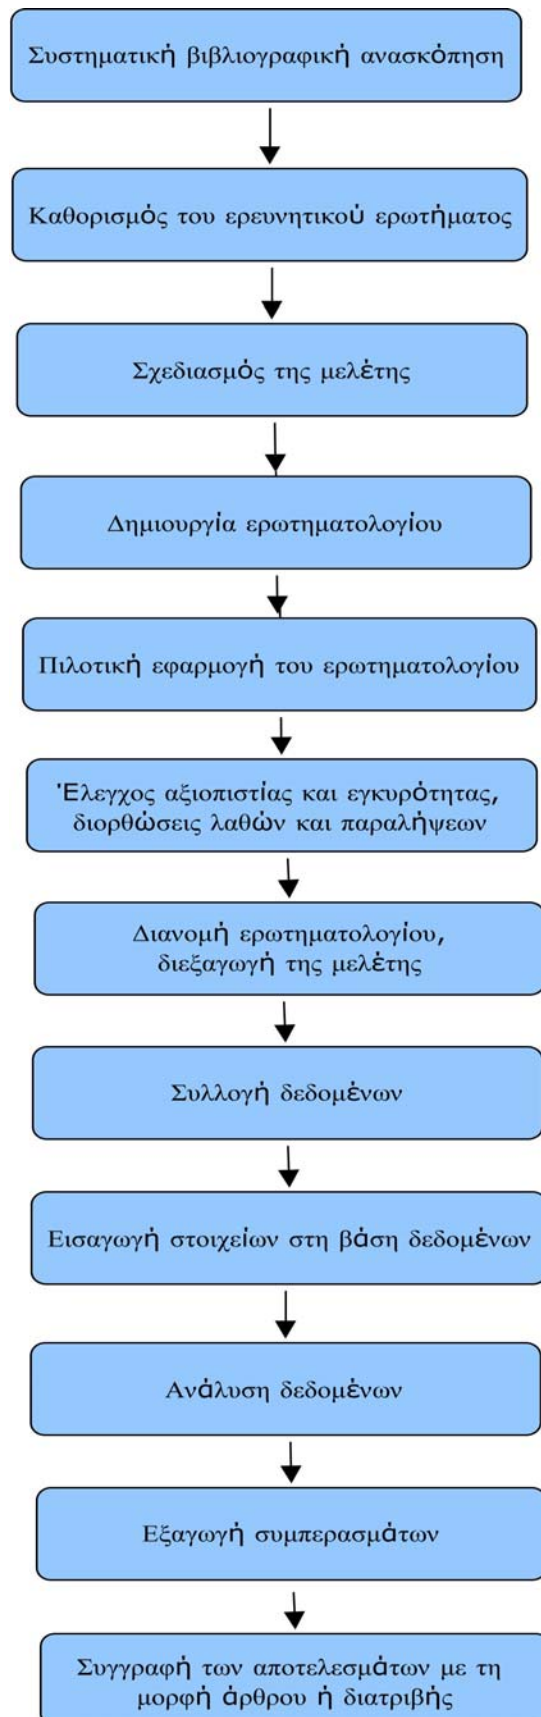 Συστηματική βιβλιογραφική ανασκόπηση
Καθορισμός του ερευνητικού ερωτήματος
Σχεδιασμός της μελέτης
Δημιουργία ερωτηματολογίου
Πιλοτική εφαρμογή του ερωτηματολογίου
Έλεγχος αξιοπιστίας και εγκυρότητας,
διορθώσεις λαθών και παραλήψεων
Διανομή ερωτηματολογίου,
διεξαγωγή της μελέτης
Συλλογή δεδομένων
Εισαγωγή στοιχείων στη βάση δεδομένων
Ανάλυση δεδομένων
Εξαγωγή συμπερασμάτων
Συγγραφή των αποτελεσμάτων με τη
μορφή άρθρου ή διατριβής